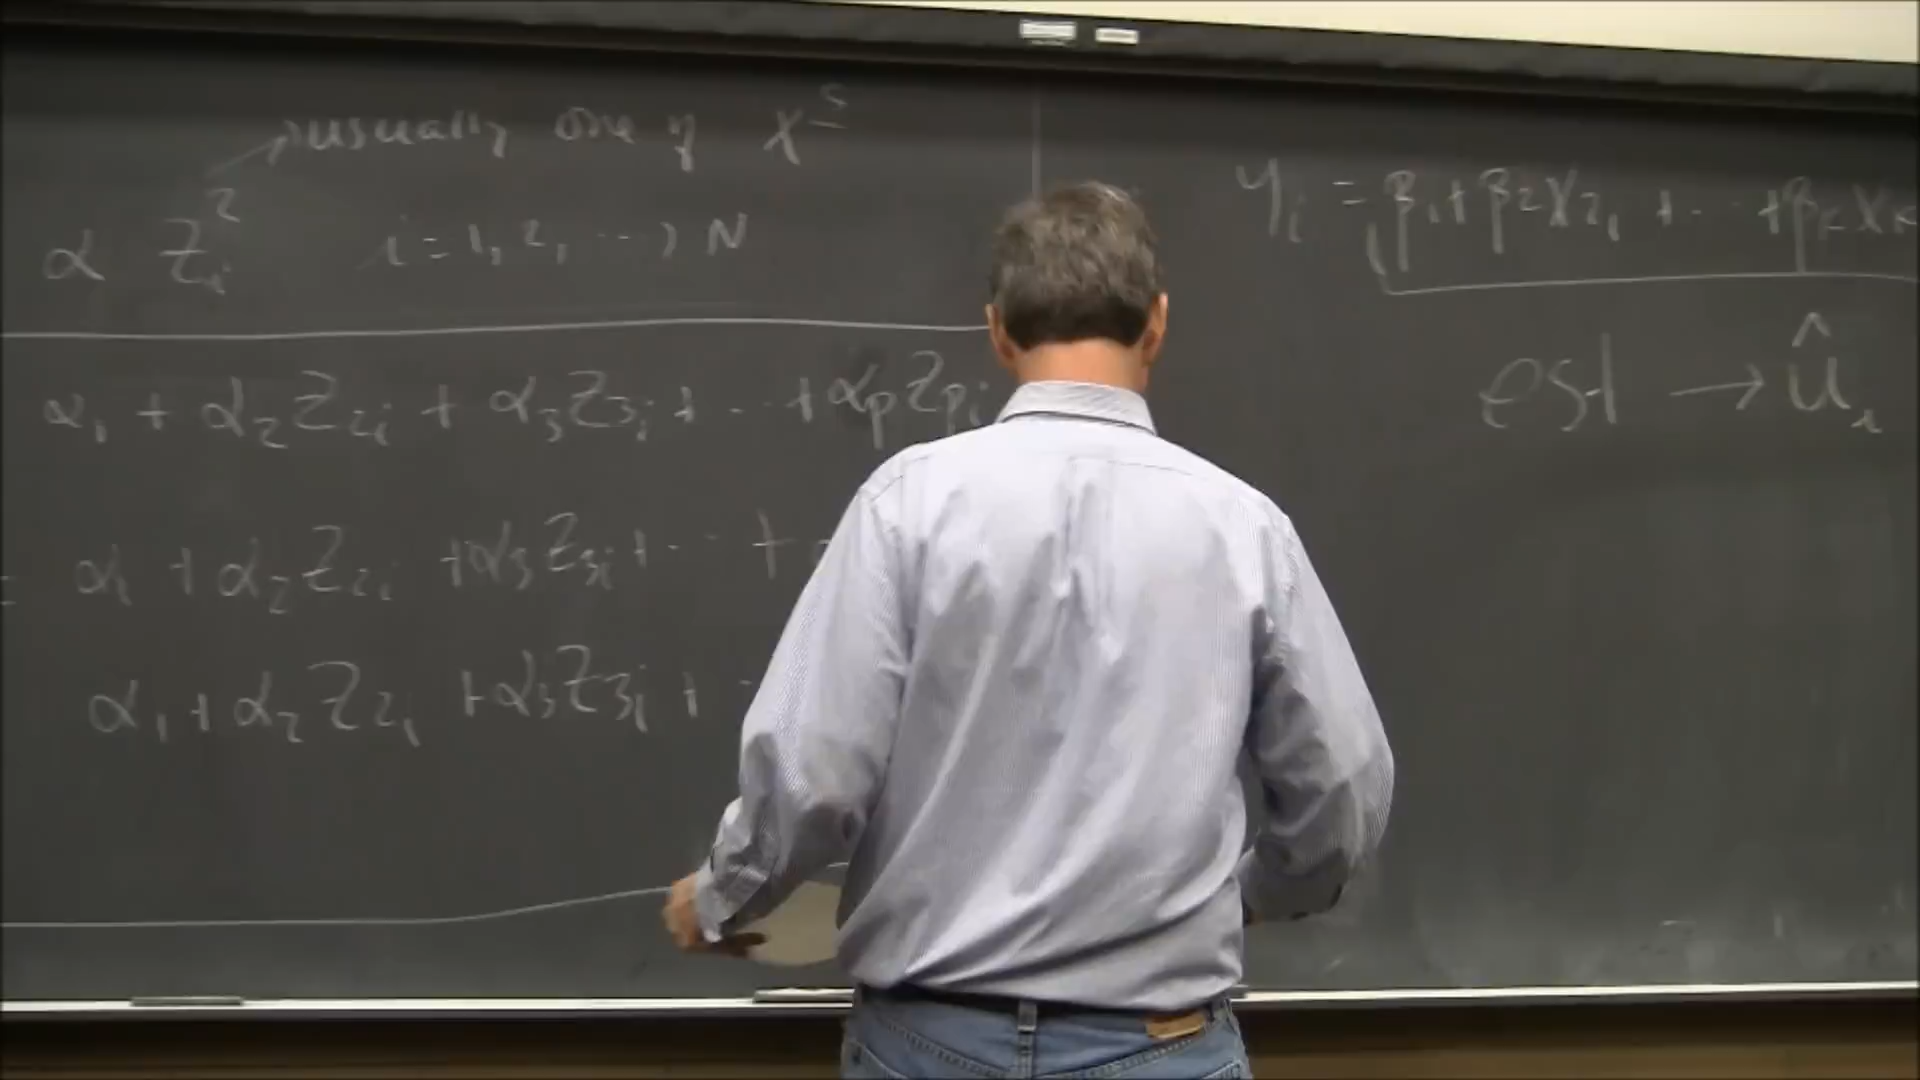 usually one of X^s
α Z_i^2 i = 1, 2, ..., N
α_1 + α_2 Z_2i + α_3 Z_3i + ... + α_p Z_pi
= α_1 + α_2 Z_2i + α_3 Z_3i + ... +
α_1 + α_2 Z_2i + α_3 Z_3i +
y_i = β_1 + β_2 X_2i + ... + β_K X_K
est → û_i